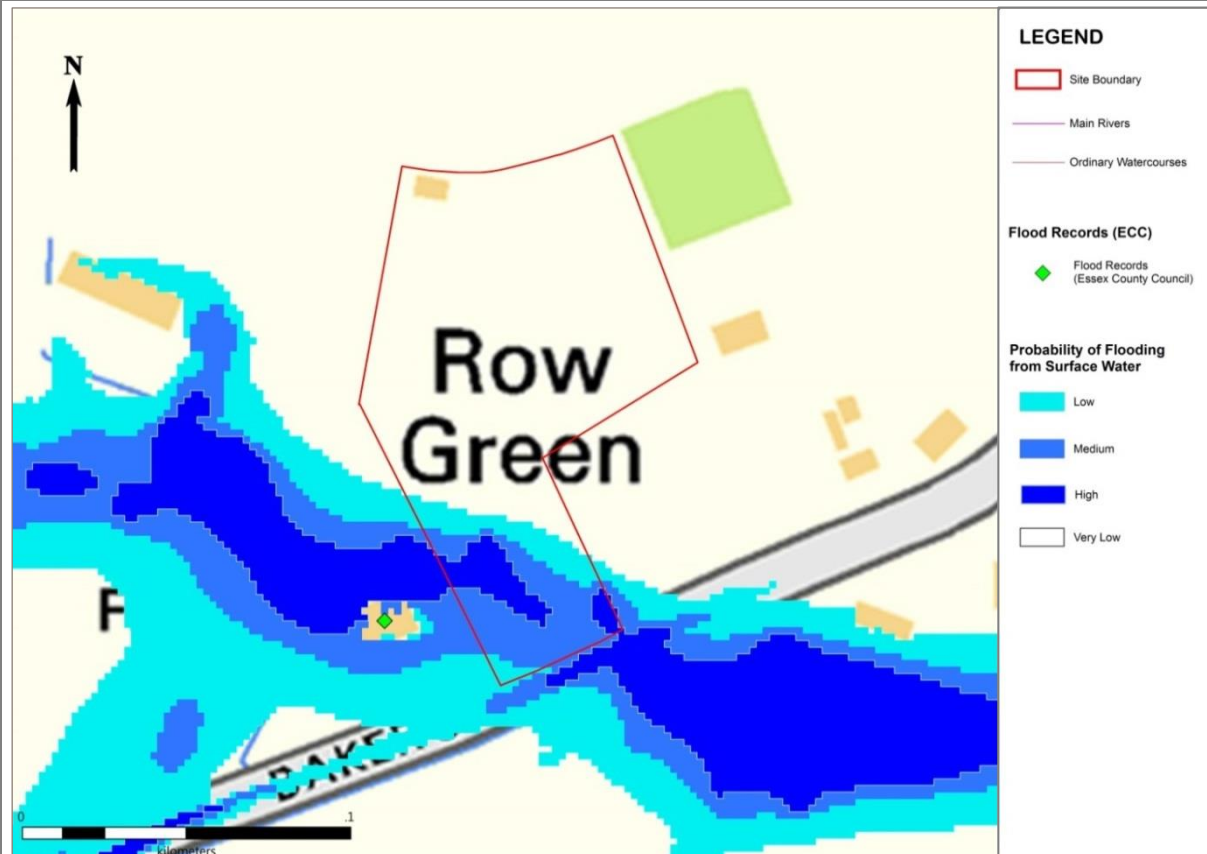 N
Row
Green
F
0
.1
kilometers
LEGEND
Site Boundary
Main Rivers
Ordinary Watercourses
Flood Records (ECC)
Flood Records
(Essex County Council)
Probability of Flooding
from Surface Water
Low
Medium
High
Very Low